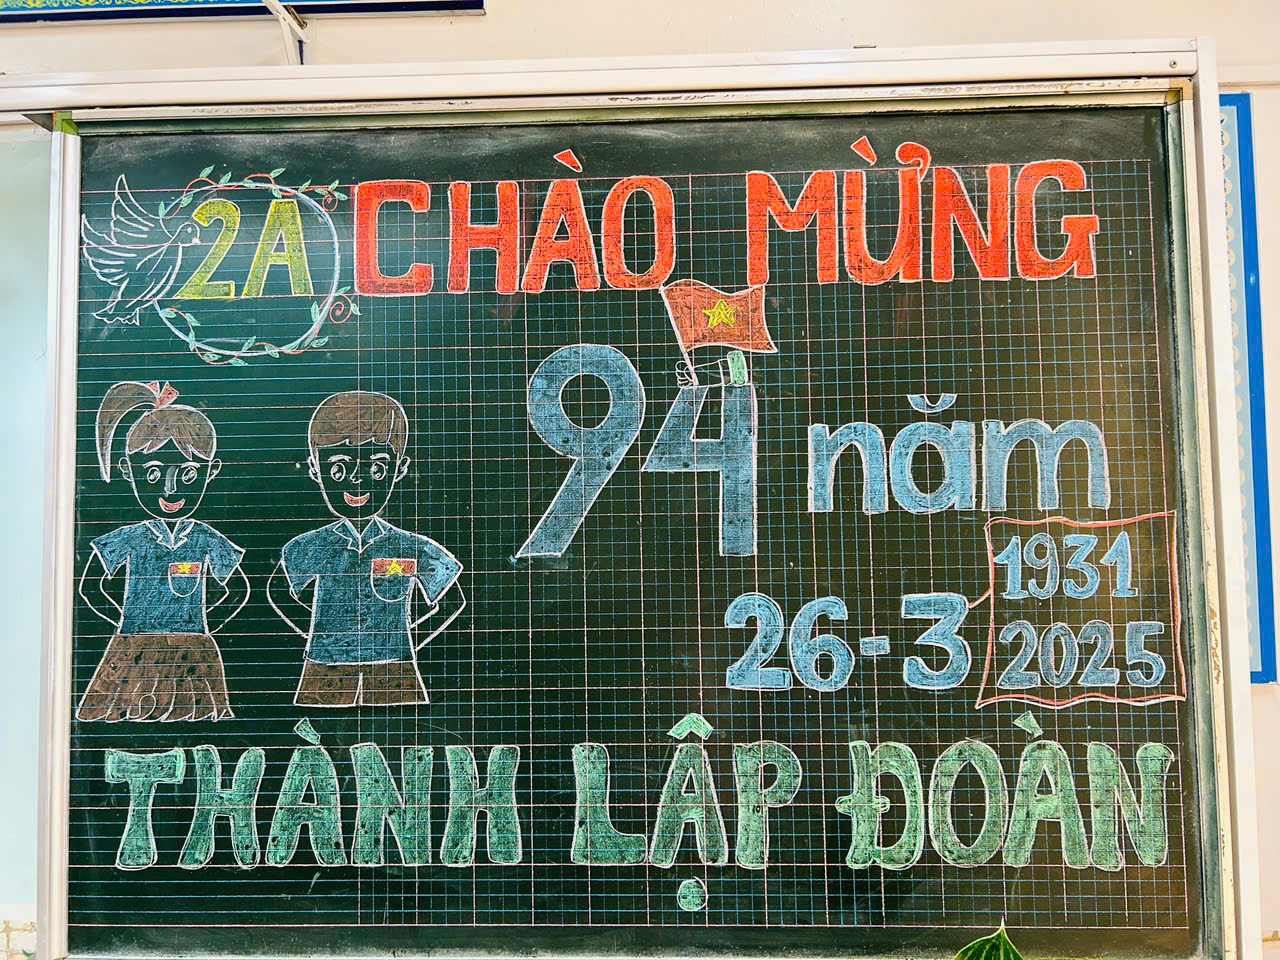 2A CHÀO MỪNG
94 năm
26-3 1931
2025
THÀNH LẬP ĐOÀN